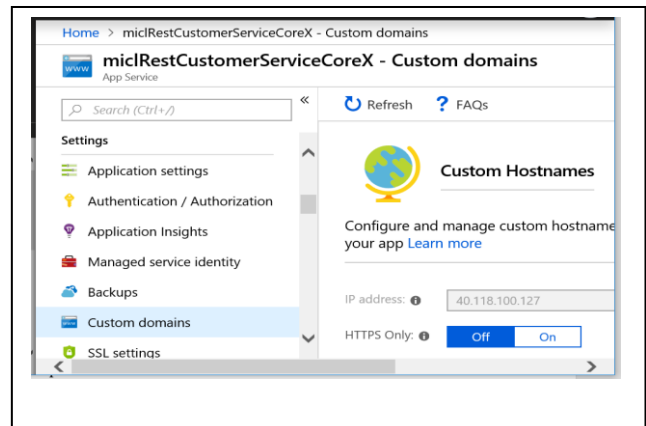 Home > miclRestCustomerServiceCoreX - Custom domains
www
miclRestCustomerServiceCoreX - Custom domains
App Service
Search (Ctrl+/)
«
Refresh
? FAQs
Settings
Application settings
Authentication / Authorization
Application Insights
Managed service identity
Backups
Custom domains
SSL settings
Custom Hostnames
Configure and manage custom hostname
your app Learn more
IP address:
40.118.100.127
HTTPS Only:
Off
On